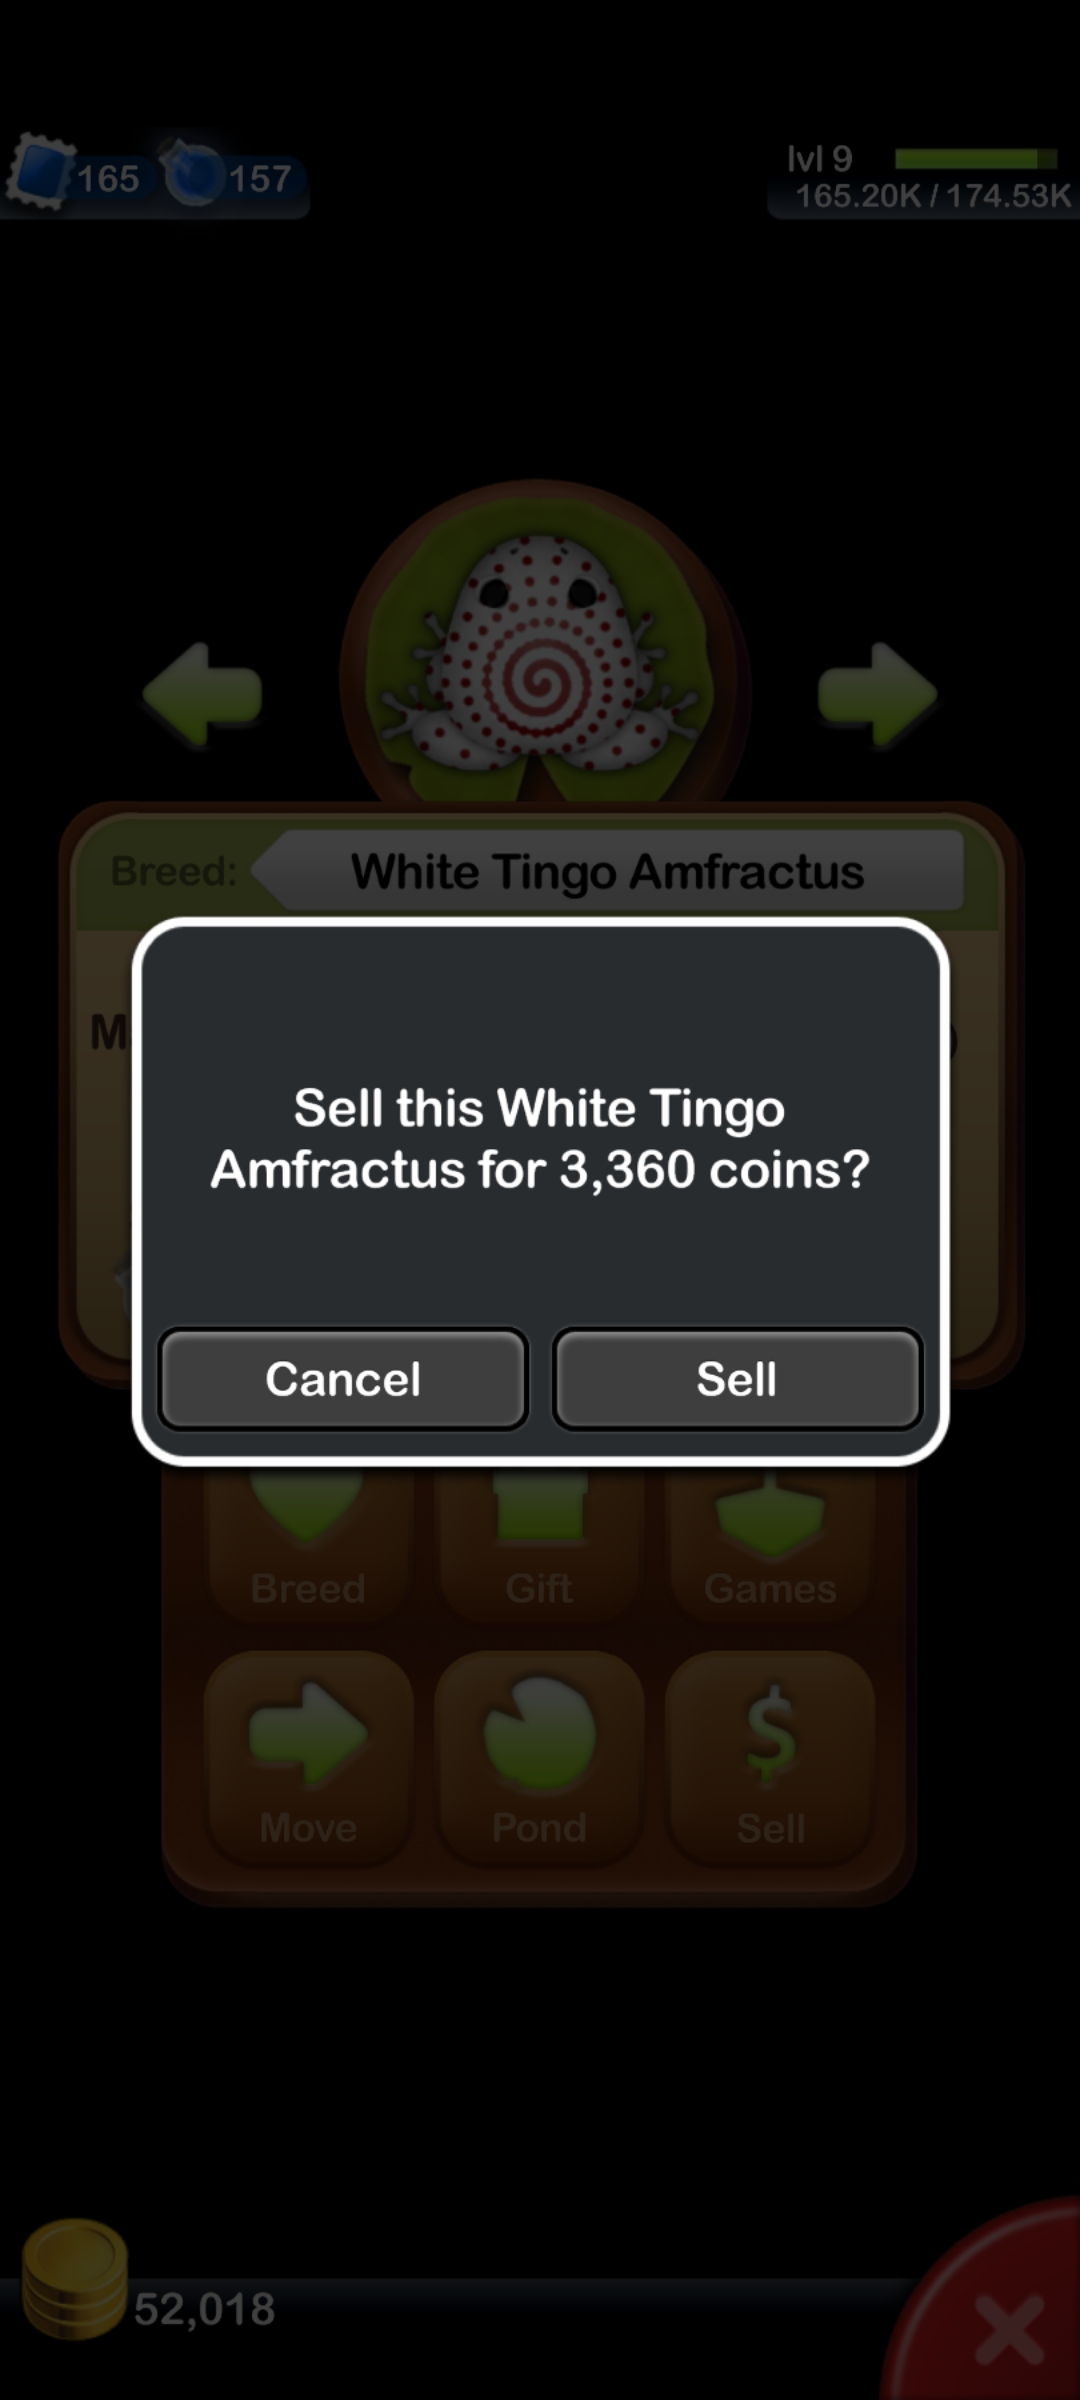 165
157
lvl 9
165.20K / 174.53K
Breed:
White Tingo Amfractus
Sell this White Tingo
Amfractus for 3,360 coins?
Cancel
Sell
Breed
Gift
Games
Move
Pond
Sell
52,018